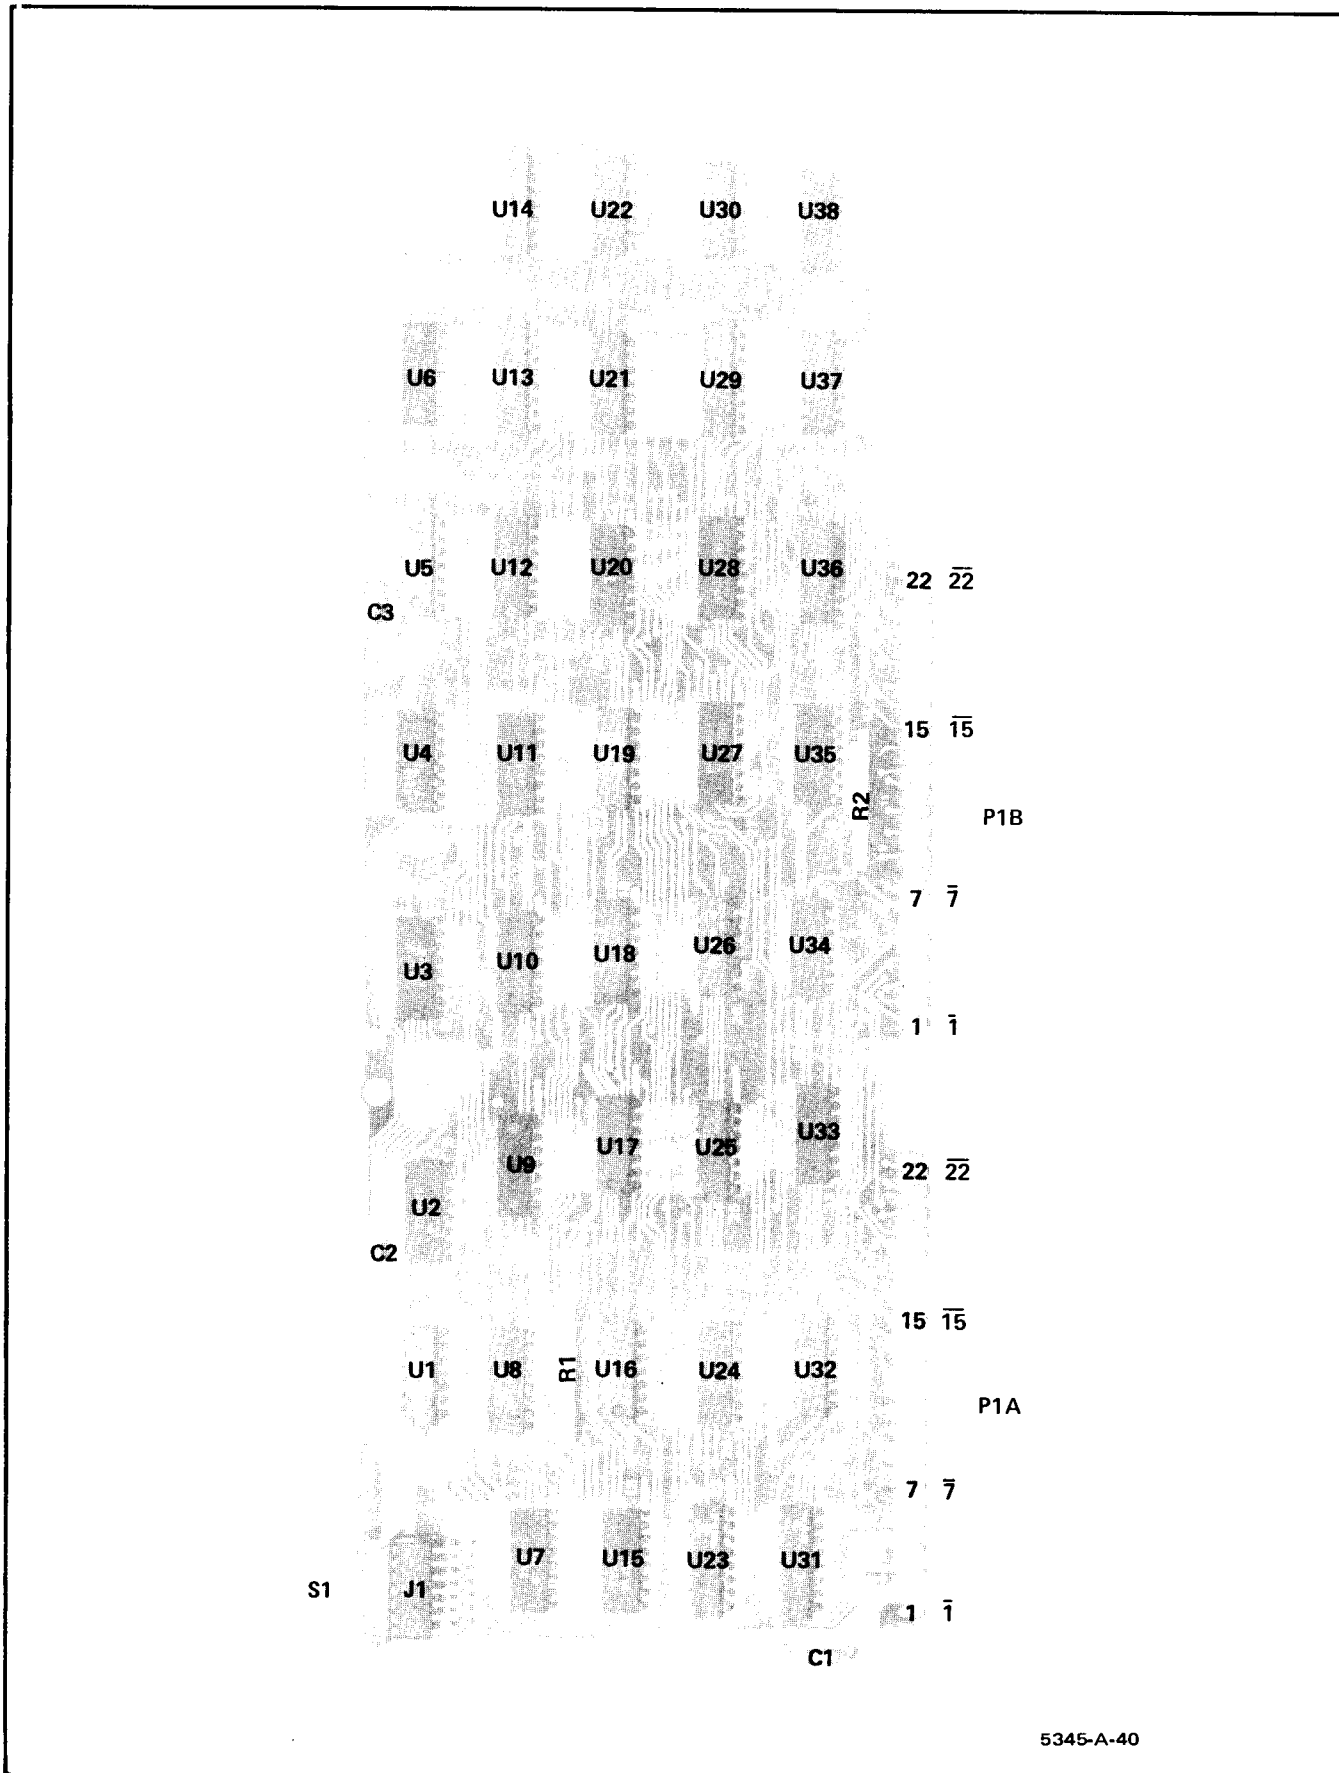 U14 U22 U30 U38
U6 U13 U21 U29 U37
U5 U12 U20 U28 U36 22 2̅2̅
C3
U4 U11 U19 U27 U35 15 1̅5̅
R2 P1B
7 7̅
U3 U10 U18 U26 U34
1 1̅
U9 U17 U25 U33 22 2̅2̅
U2
C2
15 1̅5̅
U1 U8 R1 U16 U24 U32
P1A
7 7̅
U7 U15 U23 U31
S1 J1
1 1̅
C1
5345-A-40